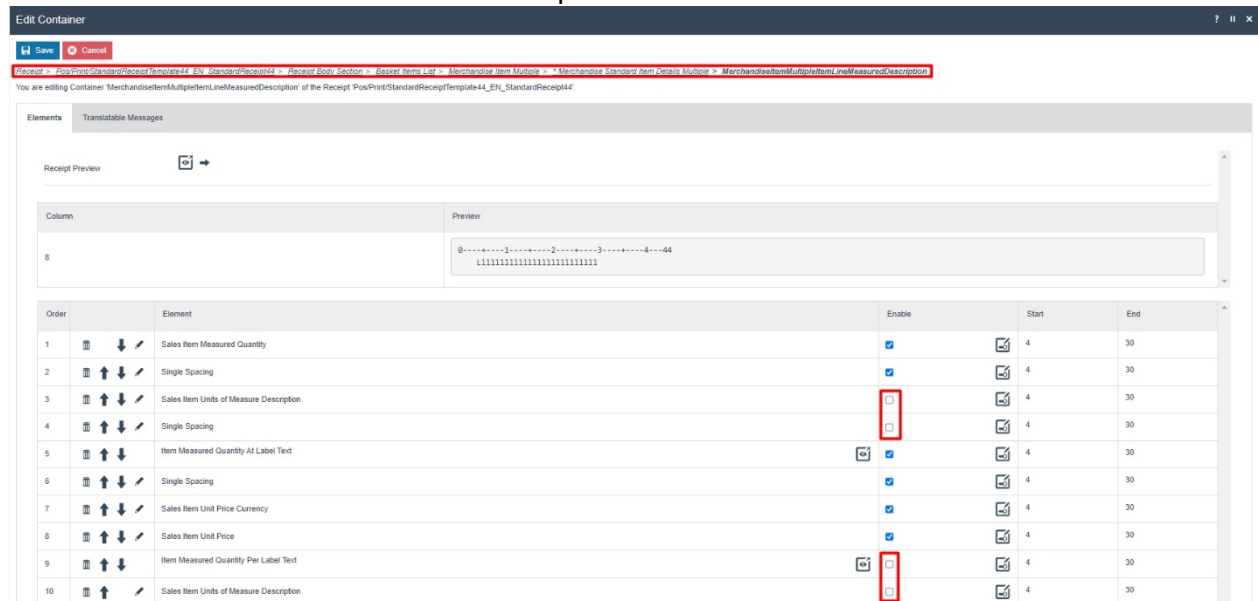 Edit Container
? II ×
Save Cancel
Receipt > Pos/Print/StandardReceiptTemplate44_EN_StandardReceipt44 > Receipt Body Section > Basket Items List > Merchandise Item Multiple > * Merchandise Standard Item Details Multiple > MerchandiseItemMultipleItemLineMeasuredDescription
You are editing Container 'MerchandiseItemMultipleItemLineMeasuredDescription' of the Receipt 'Pos/Print/StandardReceiptTemplate44_EN_StandardReceipt44'.
Elements Translatable Messages
Receipt Preview
Column Preview
0----+----1----+----2----+----3----+----4---44
8
Order Element Enable Start End
1 Sales Item Measured Quantity 4 30
2 Single Spacing 4 30
3 Sales Item Units of Measure Description 4 30
4 Single Spacing 4 30
5 Item Measured Quantity At Label Text 4 30
6 Single Spacing 4 30
7 Sales Item Unit Price Currency 4 30
8 Sales Item Unit Price 4 30
9 Item Measured Quantity Per Label Text 4 30
10 Sales Item Units of Measure Description 4 30